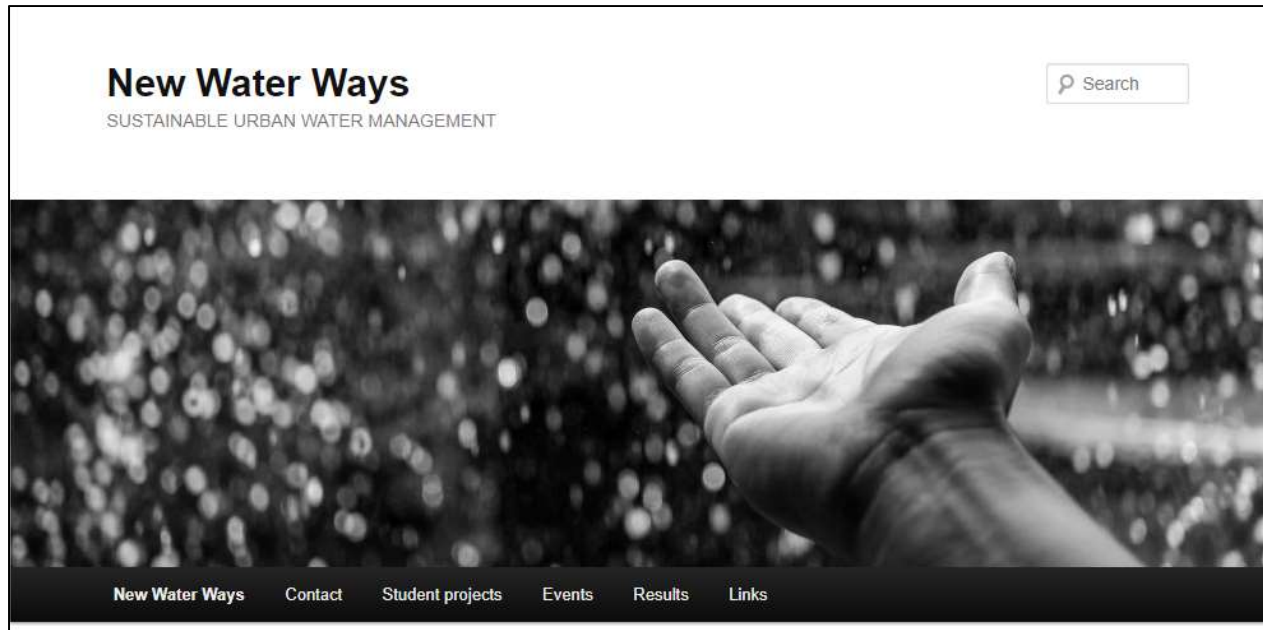 New Water Ways
Search
SUSTAINABLE URBAN WATER MANAGEMENT
New Water Ways Contact Student projects Events Results Links